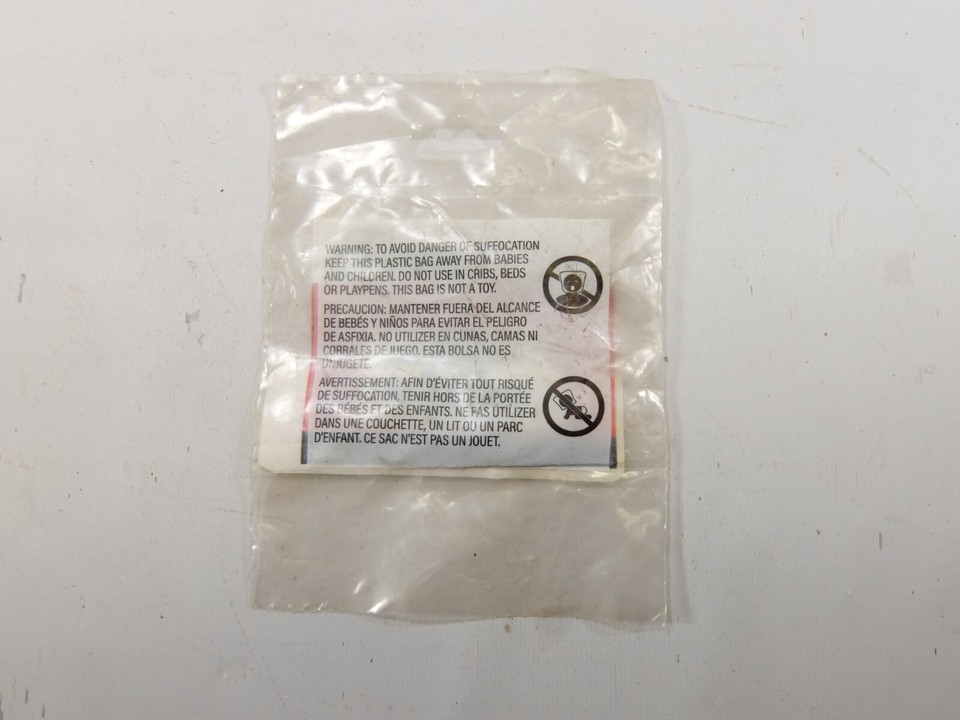 WARNING: TO AVOID DANGER OF SUFFOCATION
KEEP THIS PLASTIC BAG AWAY FROM BABIES
AND CHILDREN. DO NOT USE IN CRIBS, BEDS
OR PLAYPENS. THIS BAG IS NOT A TOY.
PRECAUCION: MANTENER FUERA DEL ALCANCE
DE BEBÉS Y NIÑOS PARA EVITAR EL PELIGRO
DE ASFIXIA. NO UTILIZER EN CUNAS, CAMAS NI
CORRALES DE JUEGO. ESTA BOLSA NO ES
UNJUGETE.
AVERTISSEMENT: AFIN D'ÉVITER TOUT RISQUÉ
DE SUFFOCATION, TENIR HORS DE LA PORTÉE
DES BÉBÉS ET DES ENFANTS. NE PAS UTILIZER
DANS UNE COUCHETTE, UN LIT OU UN PARC
D'ENFANT. CE SAC N'EST PAS UN JOUET.